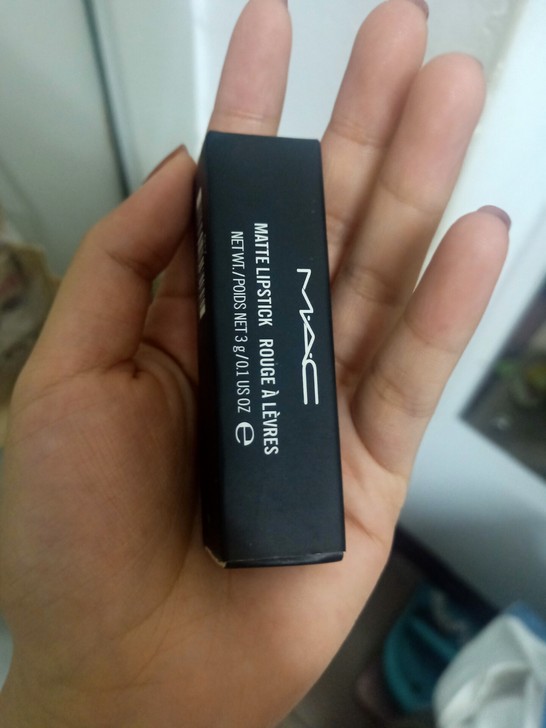 M·A·C
MATTE LIPSTICK ROUGE À LÈVRES
NET WT./POIDS NET 3 g/0.1 US OZ e